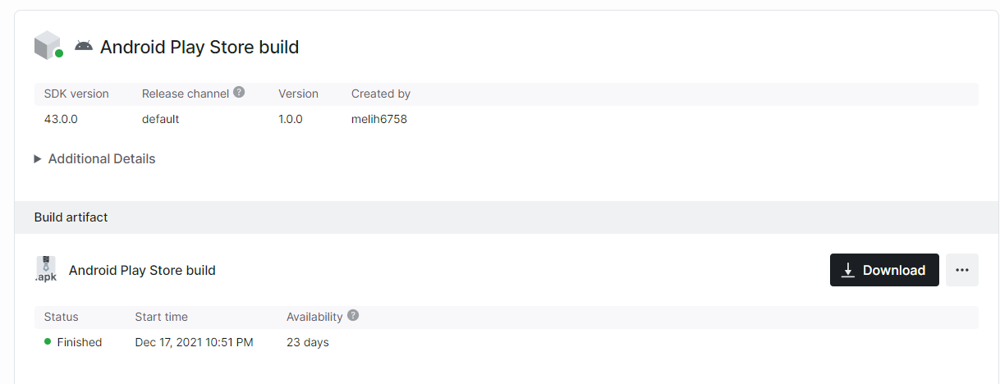 Android Play Store build
SDK version Release channel ? Version Created by
43.0.0 default 1.0.0 melih6758
Additional Details
Build artifact
.apk Android Play Store build Download
Status Start time Availability ?
Finished Dec 17, 2021 10:51 PM 23 days